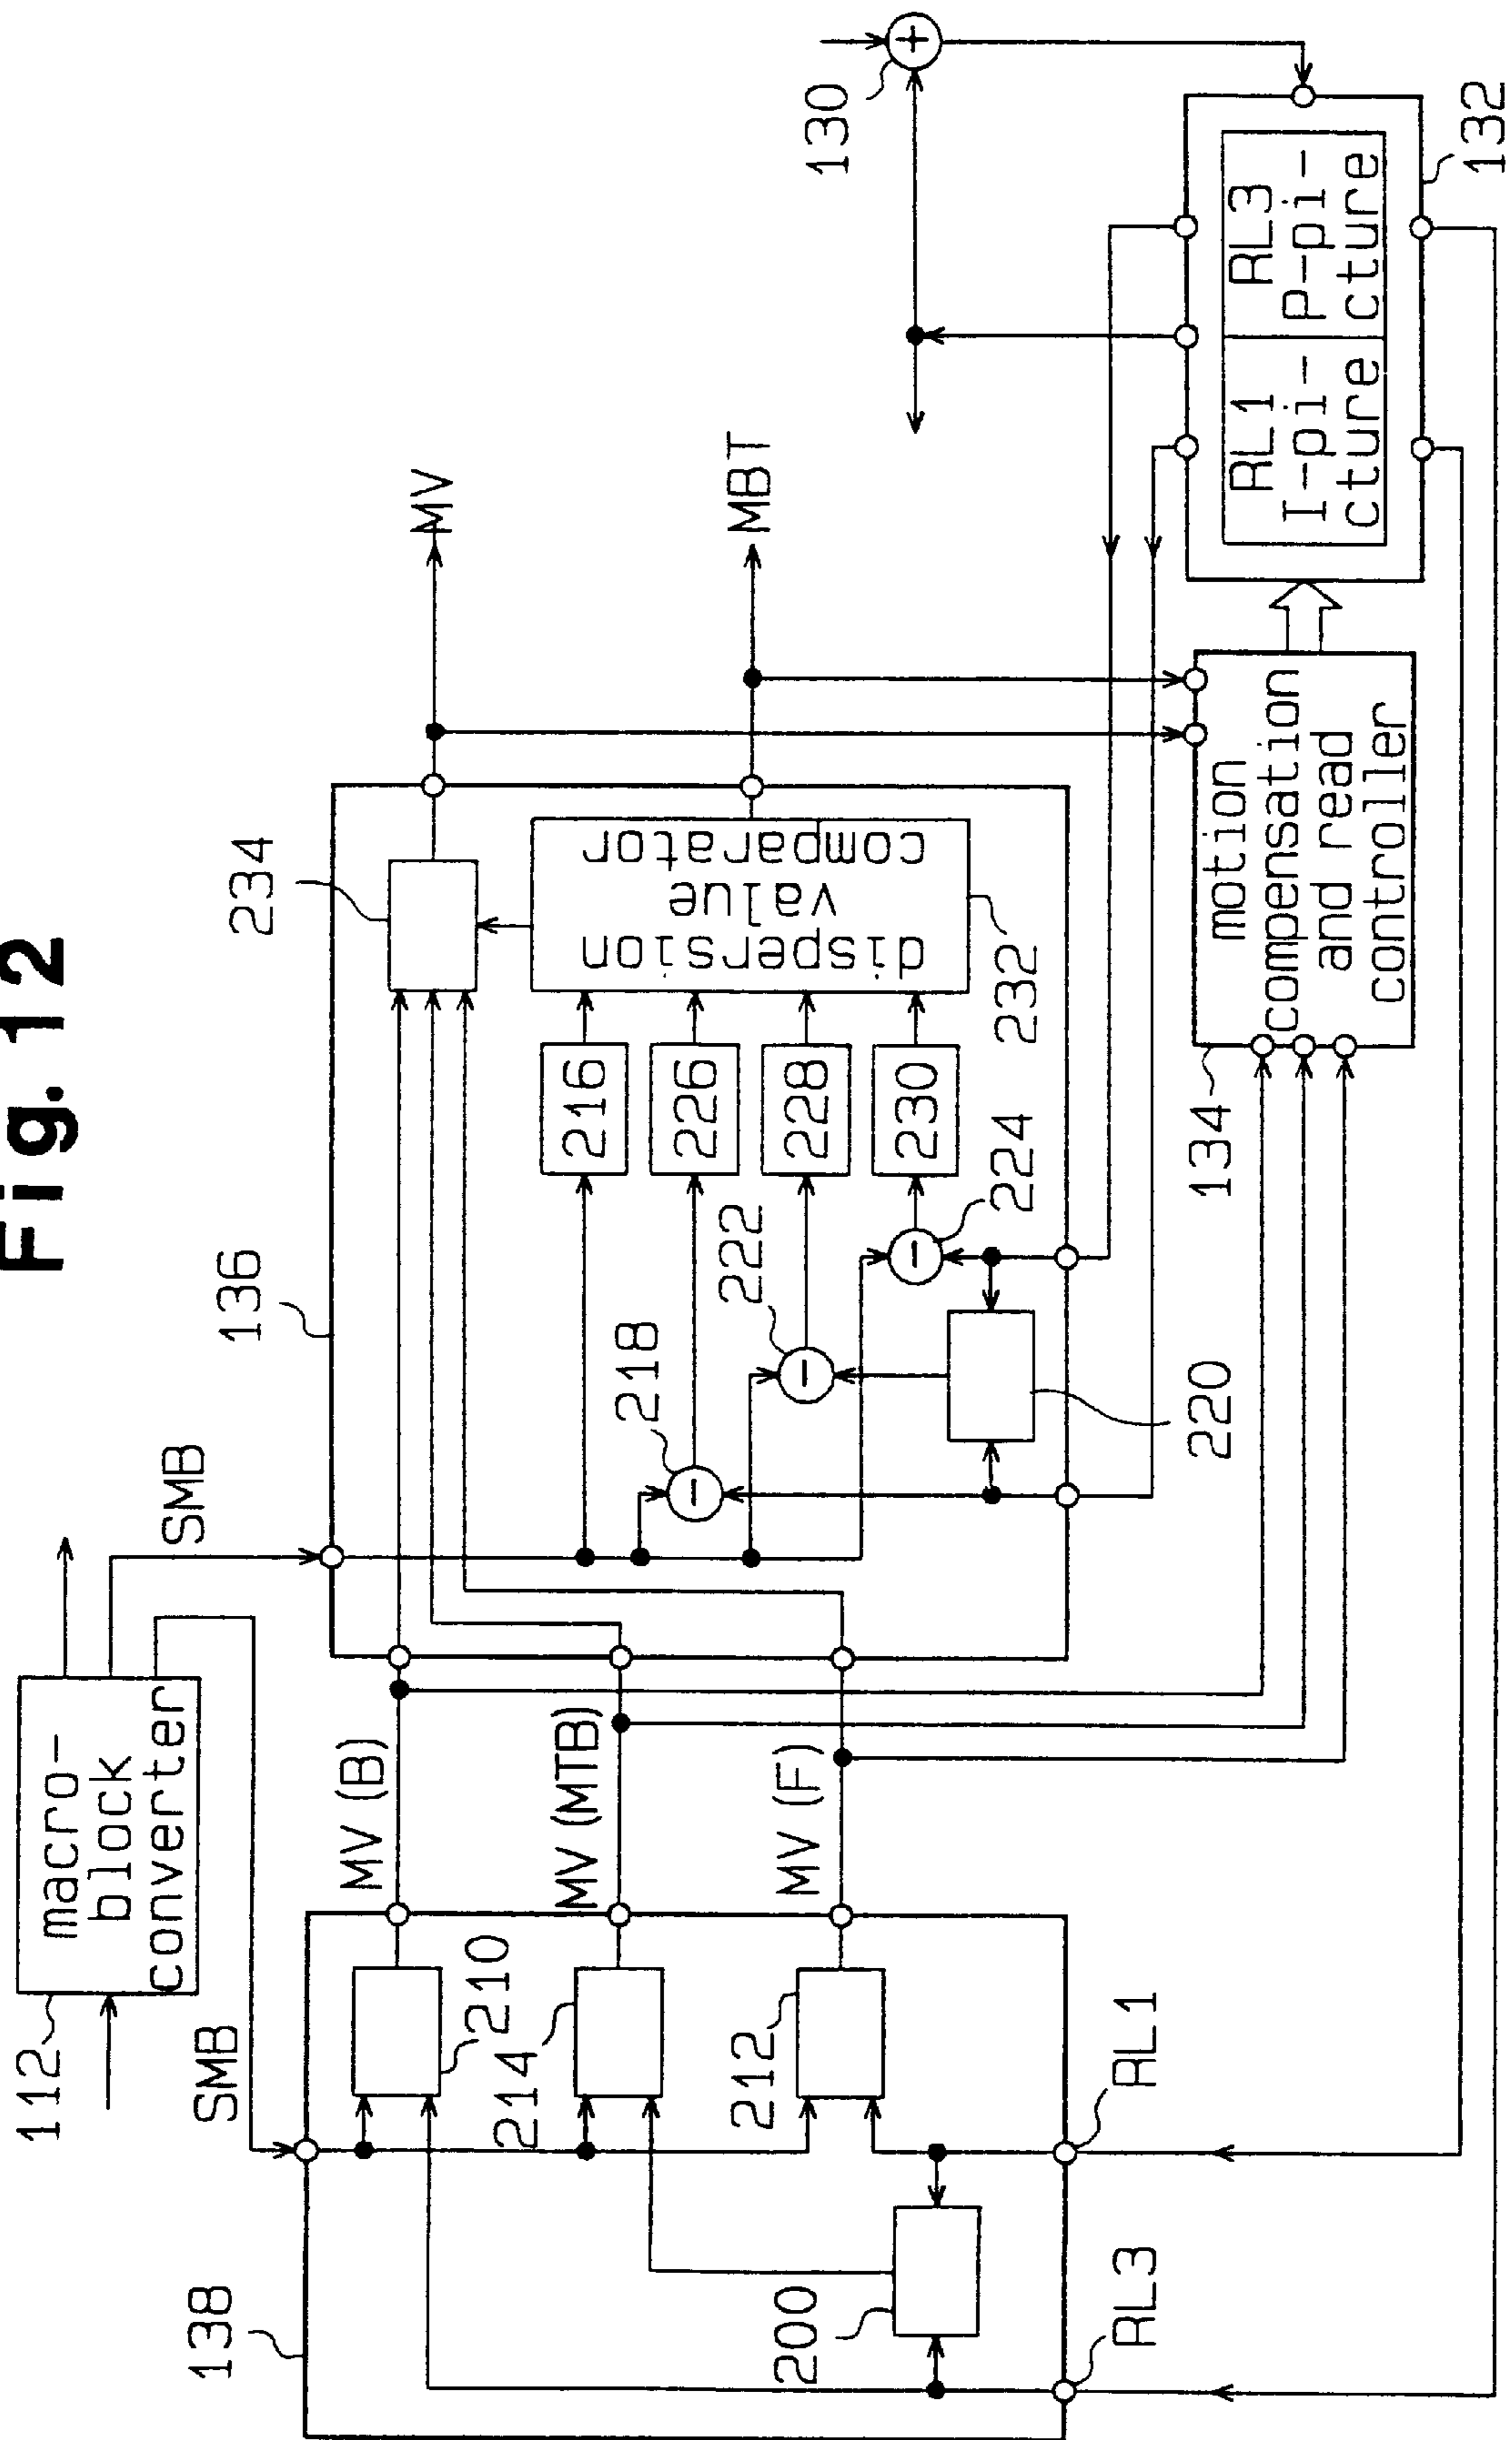 Fig.12
112
macro-
block
converter
SMB
SMB
138
210
214
212
200
RL3
RL1
MV (B)
MV (MTB)
MV (F)
136
218
222
224
220
216
226
228
230
234
dispersion
value
comparator
232
MV
MBT
134
motion
compensation
and read
controller
130
RL1
I-pi-
cture
RL3
P-pi-
cture
132